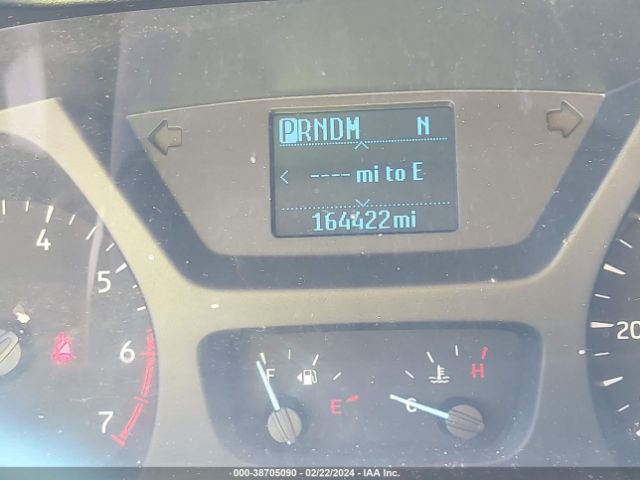 PRNDM N
< ---- mi to E
164422mi
4
5
6
7
F
E
C
H
20
000-38705090 - 02/22/2024 - IAA Inc.